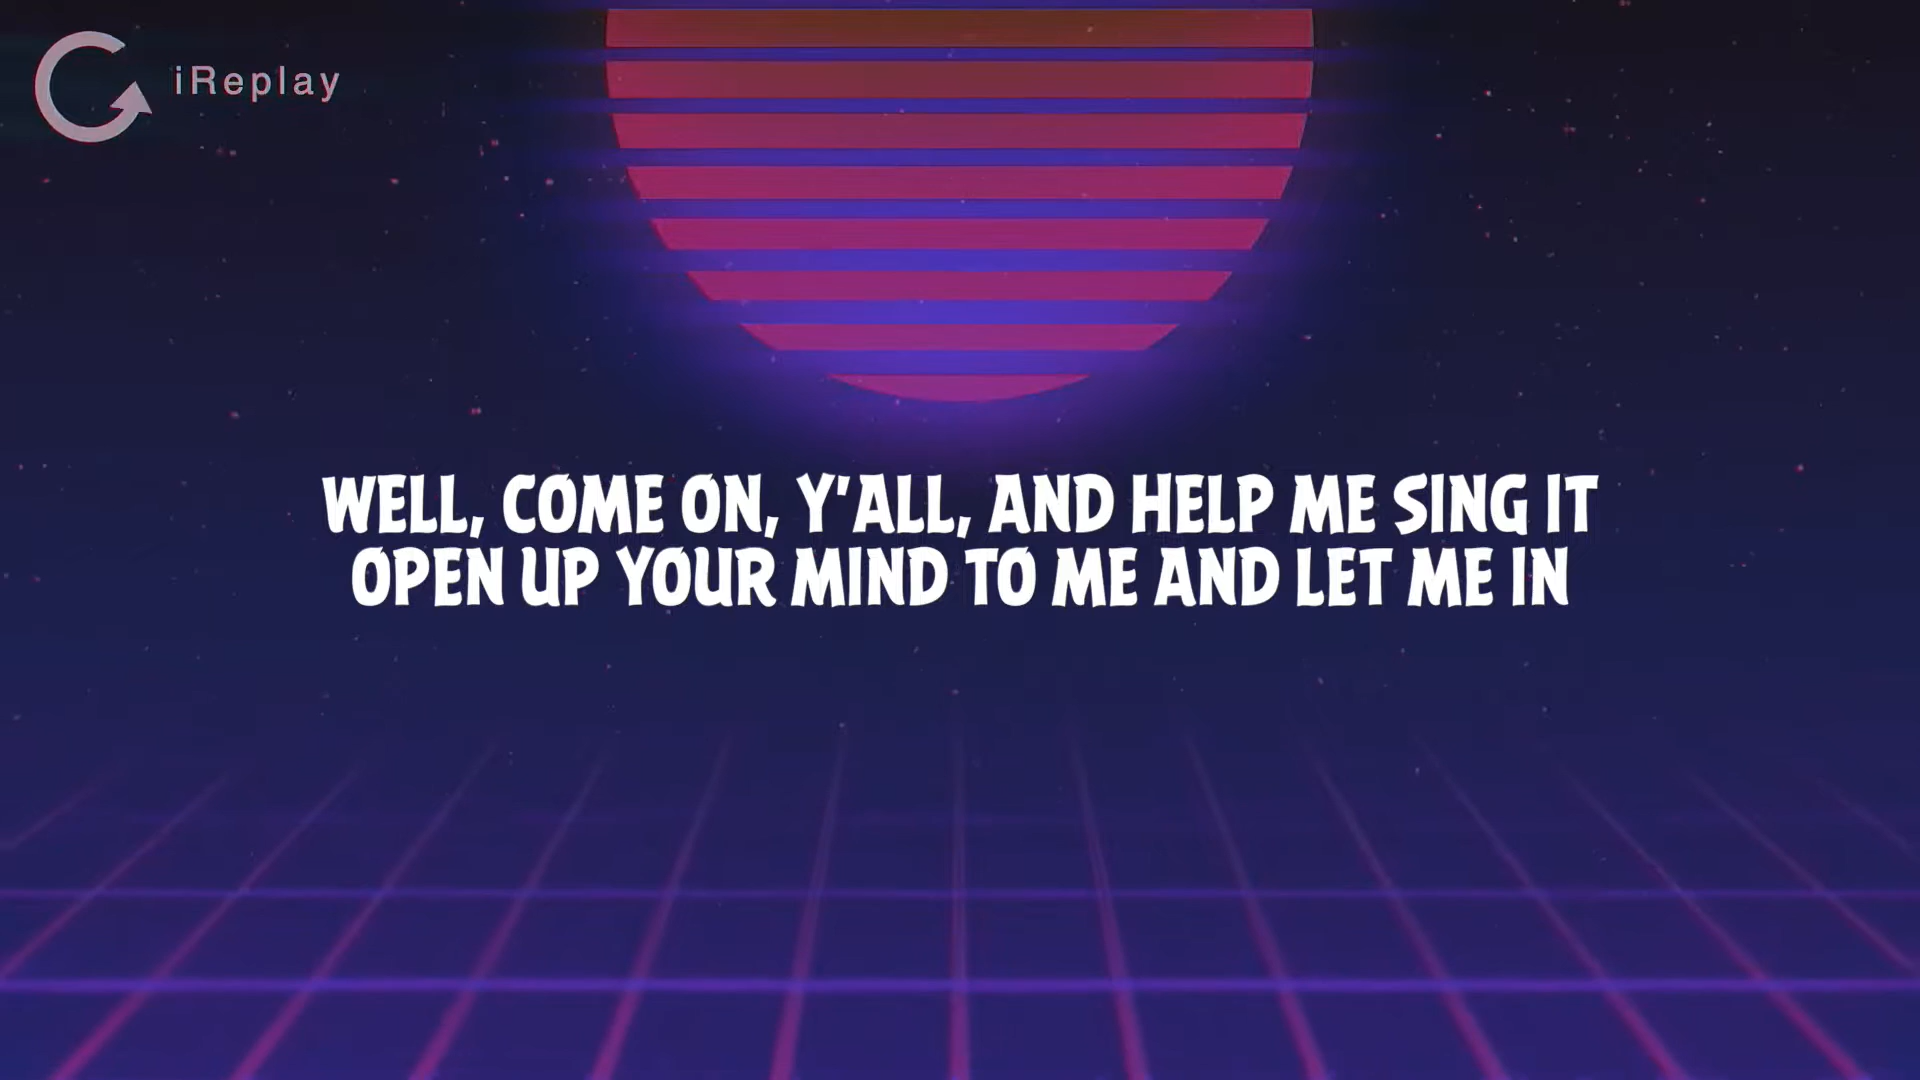 iReplay
WELL, COME ON, Y'ALL, AND HELP ME SING IT
OPEN UP YOUR MIND TO ME AND LET ME IN